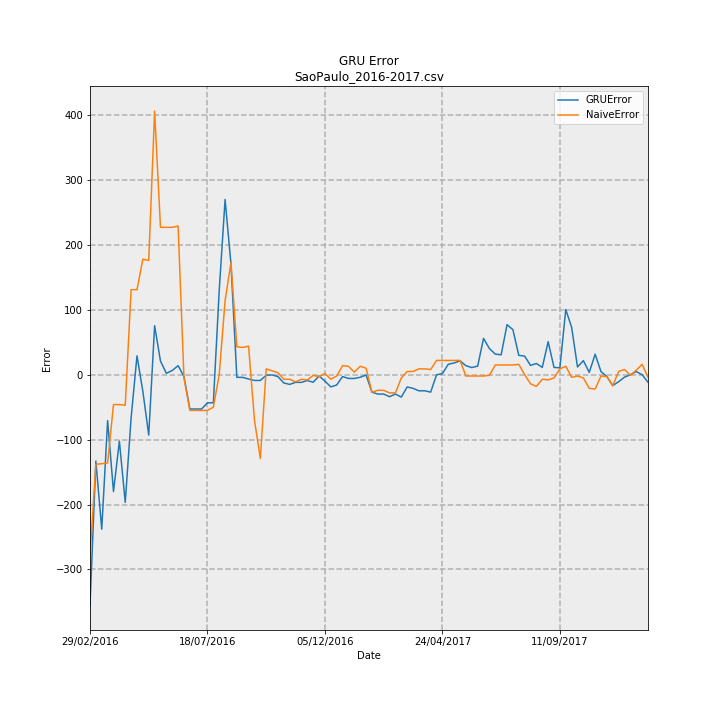 GRU Error
SaoPaulo_2016-2017.csv
GRUError
NaiveError
400
300
200
100
0
−100
−200
−300
Error
29/02/2016
18/07/2016
05/12/2016
24/04/2017
11/09/2017
Date